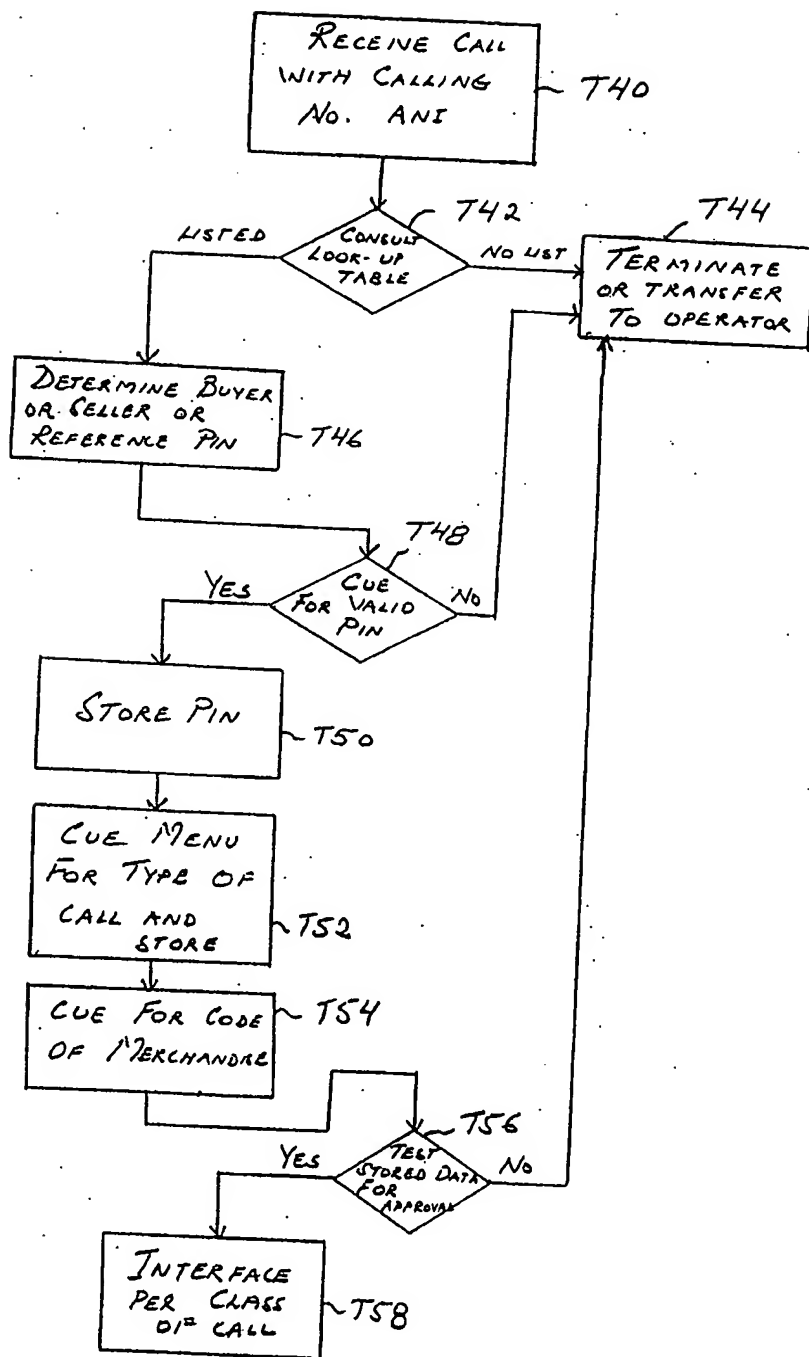 RECEIVE CALL
WITH CALLING
NO. ANI
T40
T42
CONSULT
LOOK-UP
TABLE
LISTED
NO LIST
T44
TERMINATE
OR TRANSFER
TO OPERATOR
DETERMINE BUYER
OR SELLER OR
REFERENCE PIN
T46
T48
CUE
FOR VALID
PIN
YES
NO
STORE PIN
T50
CUE MENU
FOR TYPE OF
CALL AND
STORE
T52
CUE FOR CODE
OF MERCHANDISE
T54
T56
TEST
STORED DATA
FOR
APPROVAL
YES
NO
INTERFACE
PER CLASS
OF CALL
T58